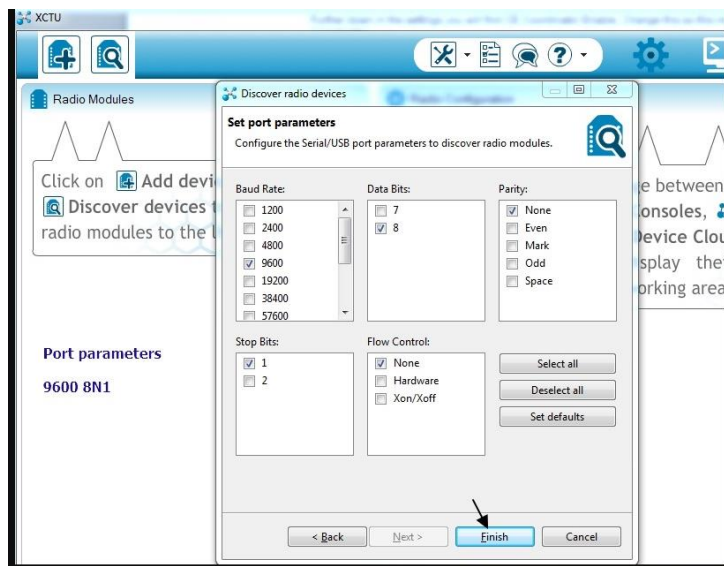 XCTU
Radio Modules
Click on Add devi
Discover devices t
radio modules to the l
Port parameters
9600 8N1
Discover radio devices
Set port parameters
Configure the Serial/USB port parameters to discover radio modules.
Baud Rate:
1200
2400
4800
9600
19200
38400
57600
Data Bits:
7
8
Parity:
None
Even
Mark
Odd
Space
Stop Bits:
1
2
Flow Control:
None
Hardware
Xon/Xoff
Select all
Deselect all
Set defaults
< Back
Next >
Finish
Cancel
e between
onsoles,
Device Clou
splay the
orking area